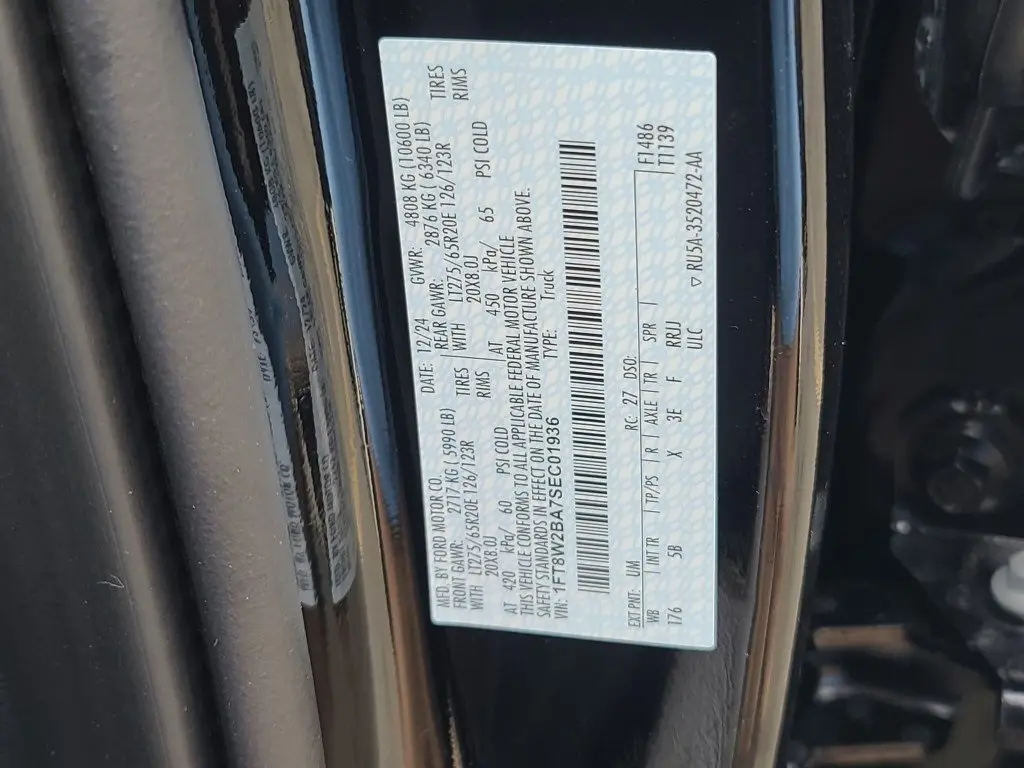 MFD. BY FORD MOTOR CO.
DATE: 12/24 GVWR: 4808 KG (10600 LB)
FRONT GAWR: 2717 KG ( 5990 LB) REAR GAWR: 2876 KG ( 6340 LB)
WITH LT275/65R20E 126/123R TIRES WITH LT275/65R20E 126/123R TIRES
20X8.0J RIMS 20X8.0J RIMS
AT 420 kPa/ 60 PSI COLD AT 450 kPa/ 65 PSI COLD
THIS VEHICLE CONFORMS TO ALL APPLICABLE FEDERAL MOTOR VEHICLE
SAFETY STANDARDS IN EFFECT ON THE DATE OF MANUFACTURE SHOWN ABOVE.
VIN: 1FT8W2BA7SEC01936 TYPE: Truck
EXT PNT: UM RC: 27 DSO: F1486
WB INT TR TP/PS R AXLE TR SPR T1139
176 5B X 3E F RBJJ
ULC
▽ RU5A-3520472-AA